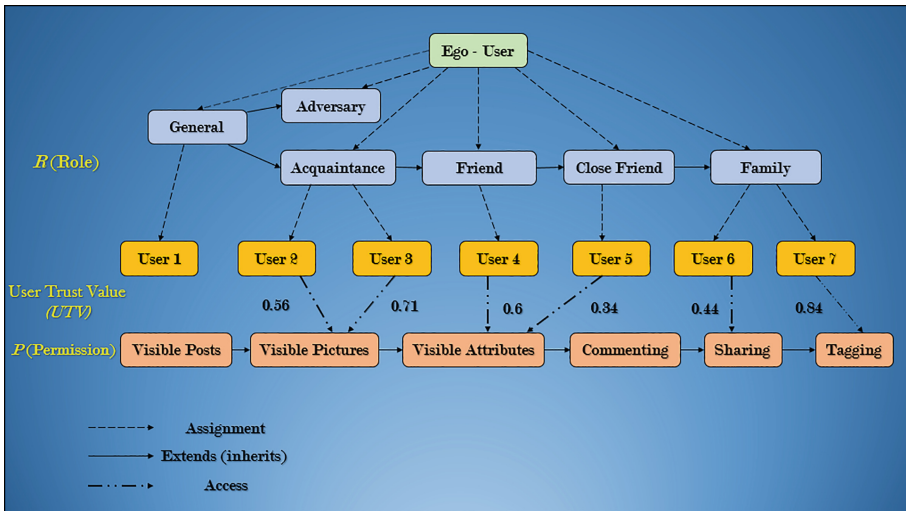 Ego - User
Adversary
General
R (Role)
Acquaintance
Friend
Close Friend
Family
User 1
User 2
User 3
User 4
User 5
User 6
User 7
User Trust Value
(UTV)
0.56
0.71
0.6
0.34
0.44
0.84
P (Permission)
Visible Posts
Visible Pictures
Visible Attributes
Commenting
Sharing
Tagging
Assignment
Extends (inherits)
Access